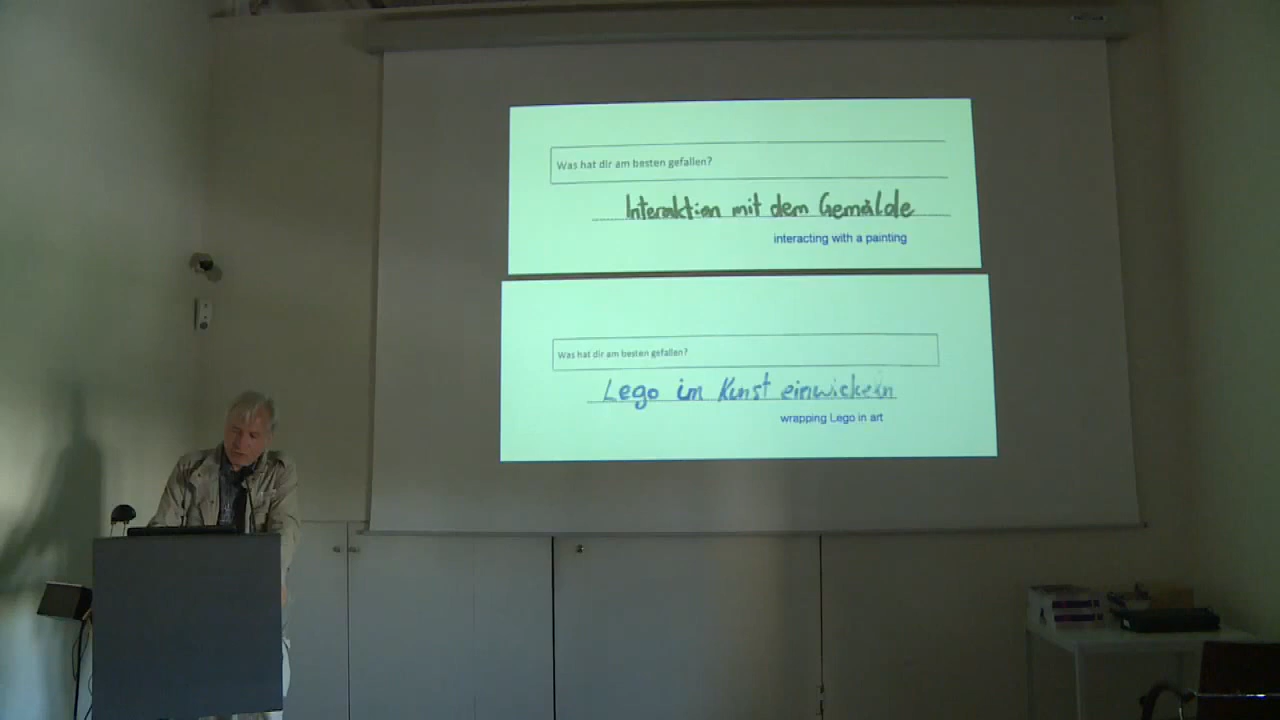 Was hat dir am besten gefallen?
Interaktion mit dem Gemälde
interacting with a painting
Was hat dir am besten gefallen?
Lego im Kunst einwickeln
wrapping Lego in art